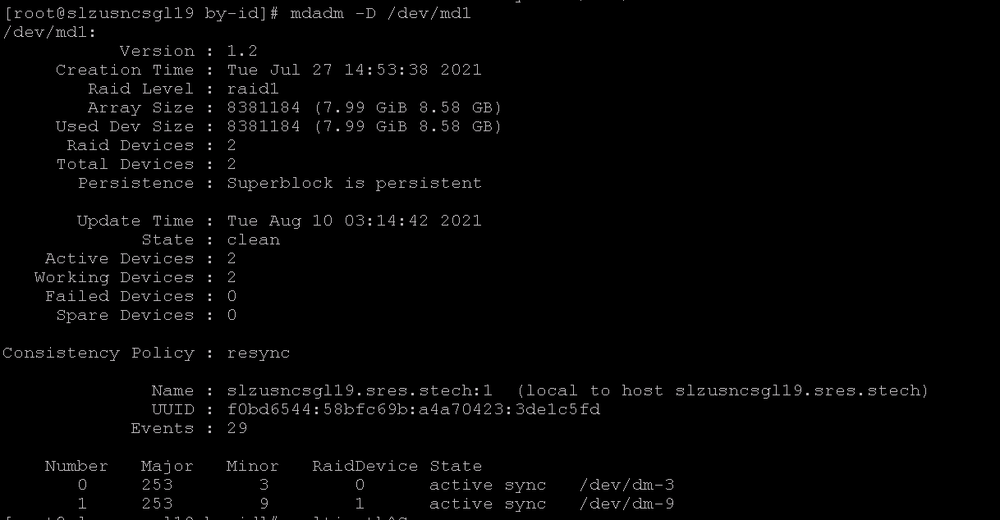 [root@slzusncsgl19 by-id]# mdadm -D /dev/md1
/dev/md1:
Version : 1.2
Creation Time : Tue Jul 27 14:53:38 2021
Raid Level : raid1
Array Size : 8381184 (7.99 GiB 8.58 GB)
Used Dev Size : 8381184 (7.99 GiB 8.58 GB)
Raid Devices : 2
Total Devices : 2
Persistence : Superblock is persistent
Update Time : Tue Aug 10 03:14:42 2021
State : clean
Active Devices : 2
Working Devices : 2
Failed Devices : 0
Spare Devices : 0
Consistency Policy : resync
Name : slzusncsgl19.sres.stech:1 (local to host slzusncsgl19.sres.stech)
UUID : f0bd6544:58bfc69b:a4a70423:3de1c5fd
Events : 29
Number Major Minor RaidDevice State
0 253 3 0 active sync /dev/dm-3
1 253 9 1 active sync /dev/dm-9